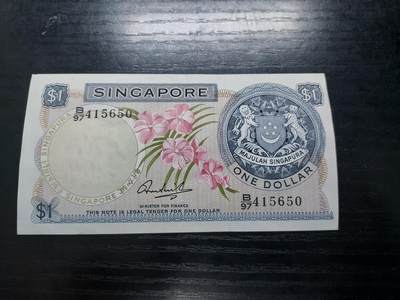 $1
SINGAPORE
$1
B/97 415650
MAJULAH SINGAPURA
ONE DOLLAR
B/97 415650
MINISTER FOR FINANCE
$1
THIS NOTE IS LEGAL TENDER FOR ONE DOLLAR